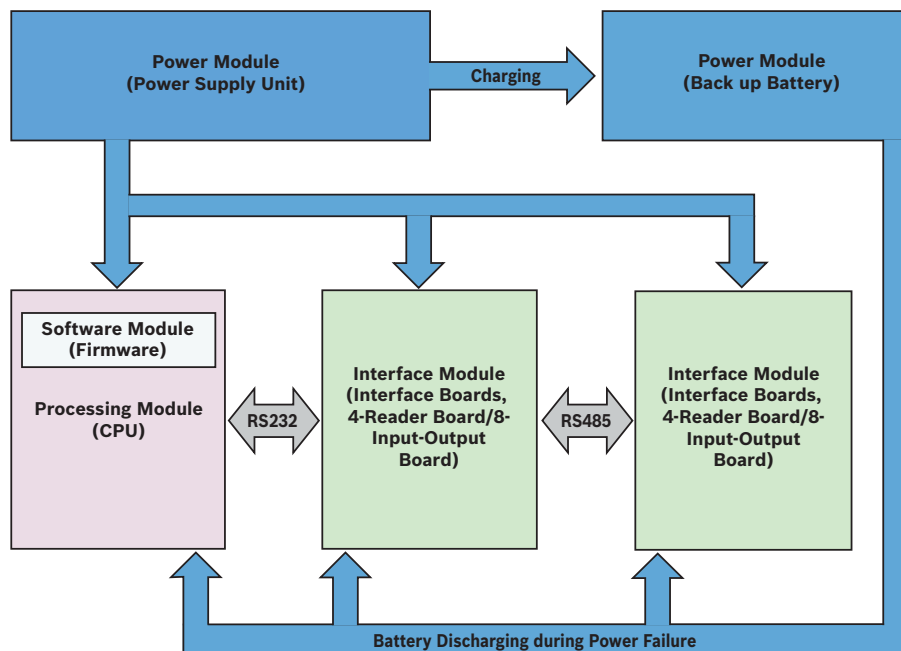 Power Module
(Power Supply Unit)
Charging
Power Module
(Back up Battery)
Software Module
(Firmware)
Processing Module
(CPU)
RS232
Interface Module
(Interface Boards,
4-Reader Board/8-
Input-Output
Board)
RS485
Interface Module
(Interface Boards,
4-Reader Board/8-
Input-Output
Board)
Battery Discharging during Power Failure